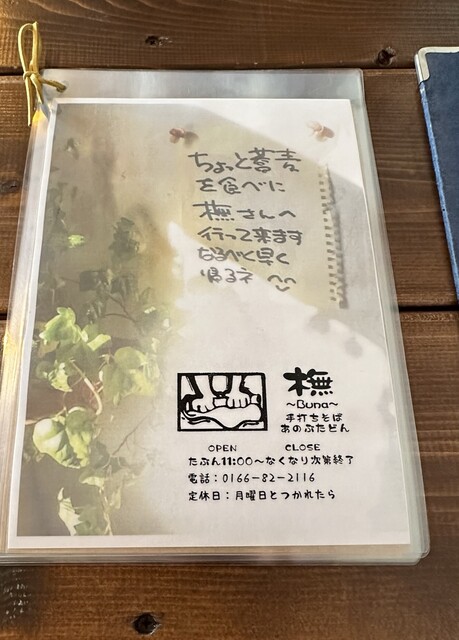 ちょっと蕎麦
を食べに
橅さんへ
行って来ます
なるべく早く
帰るネ
橅
~Buna~
手打ちそば
あのぶたどん
OPEN CLOSE
たぶん11:00~なくなり次第終了
電話:0166-82-2116
定休日:月曜日とつかれたら